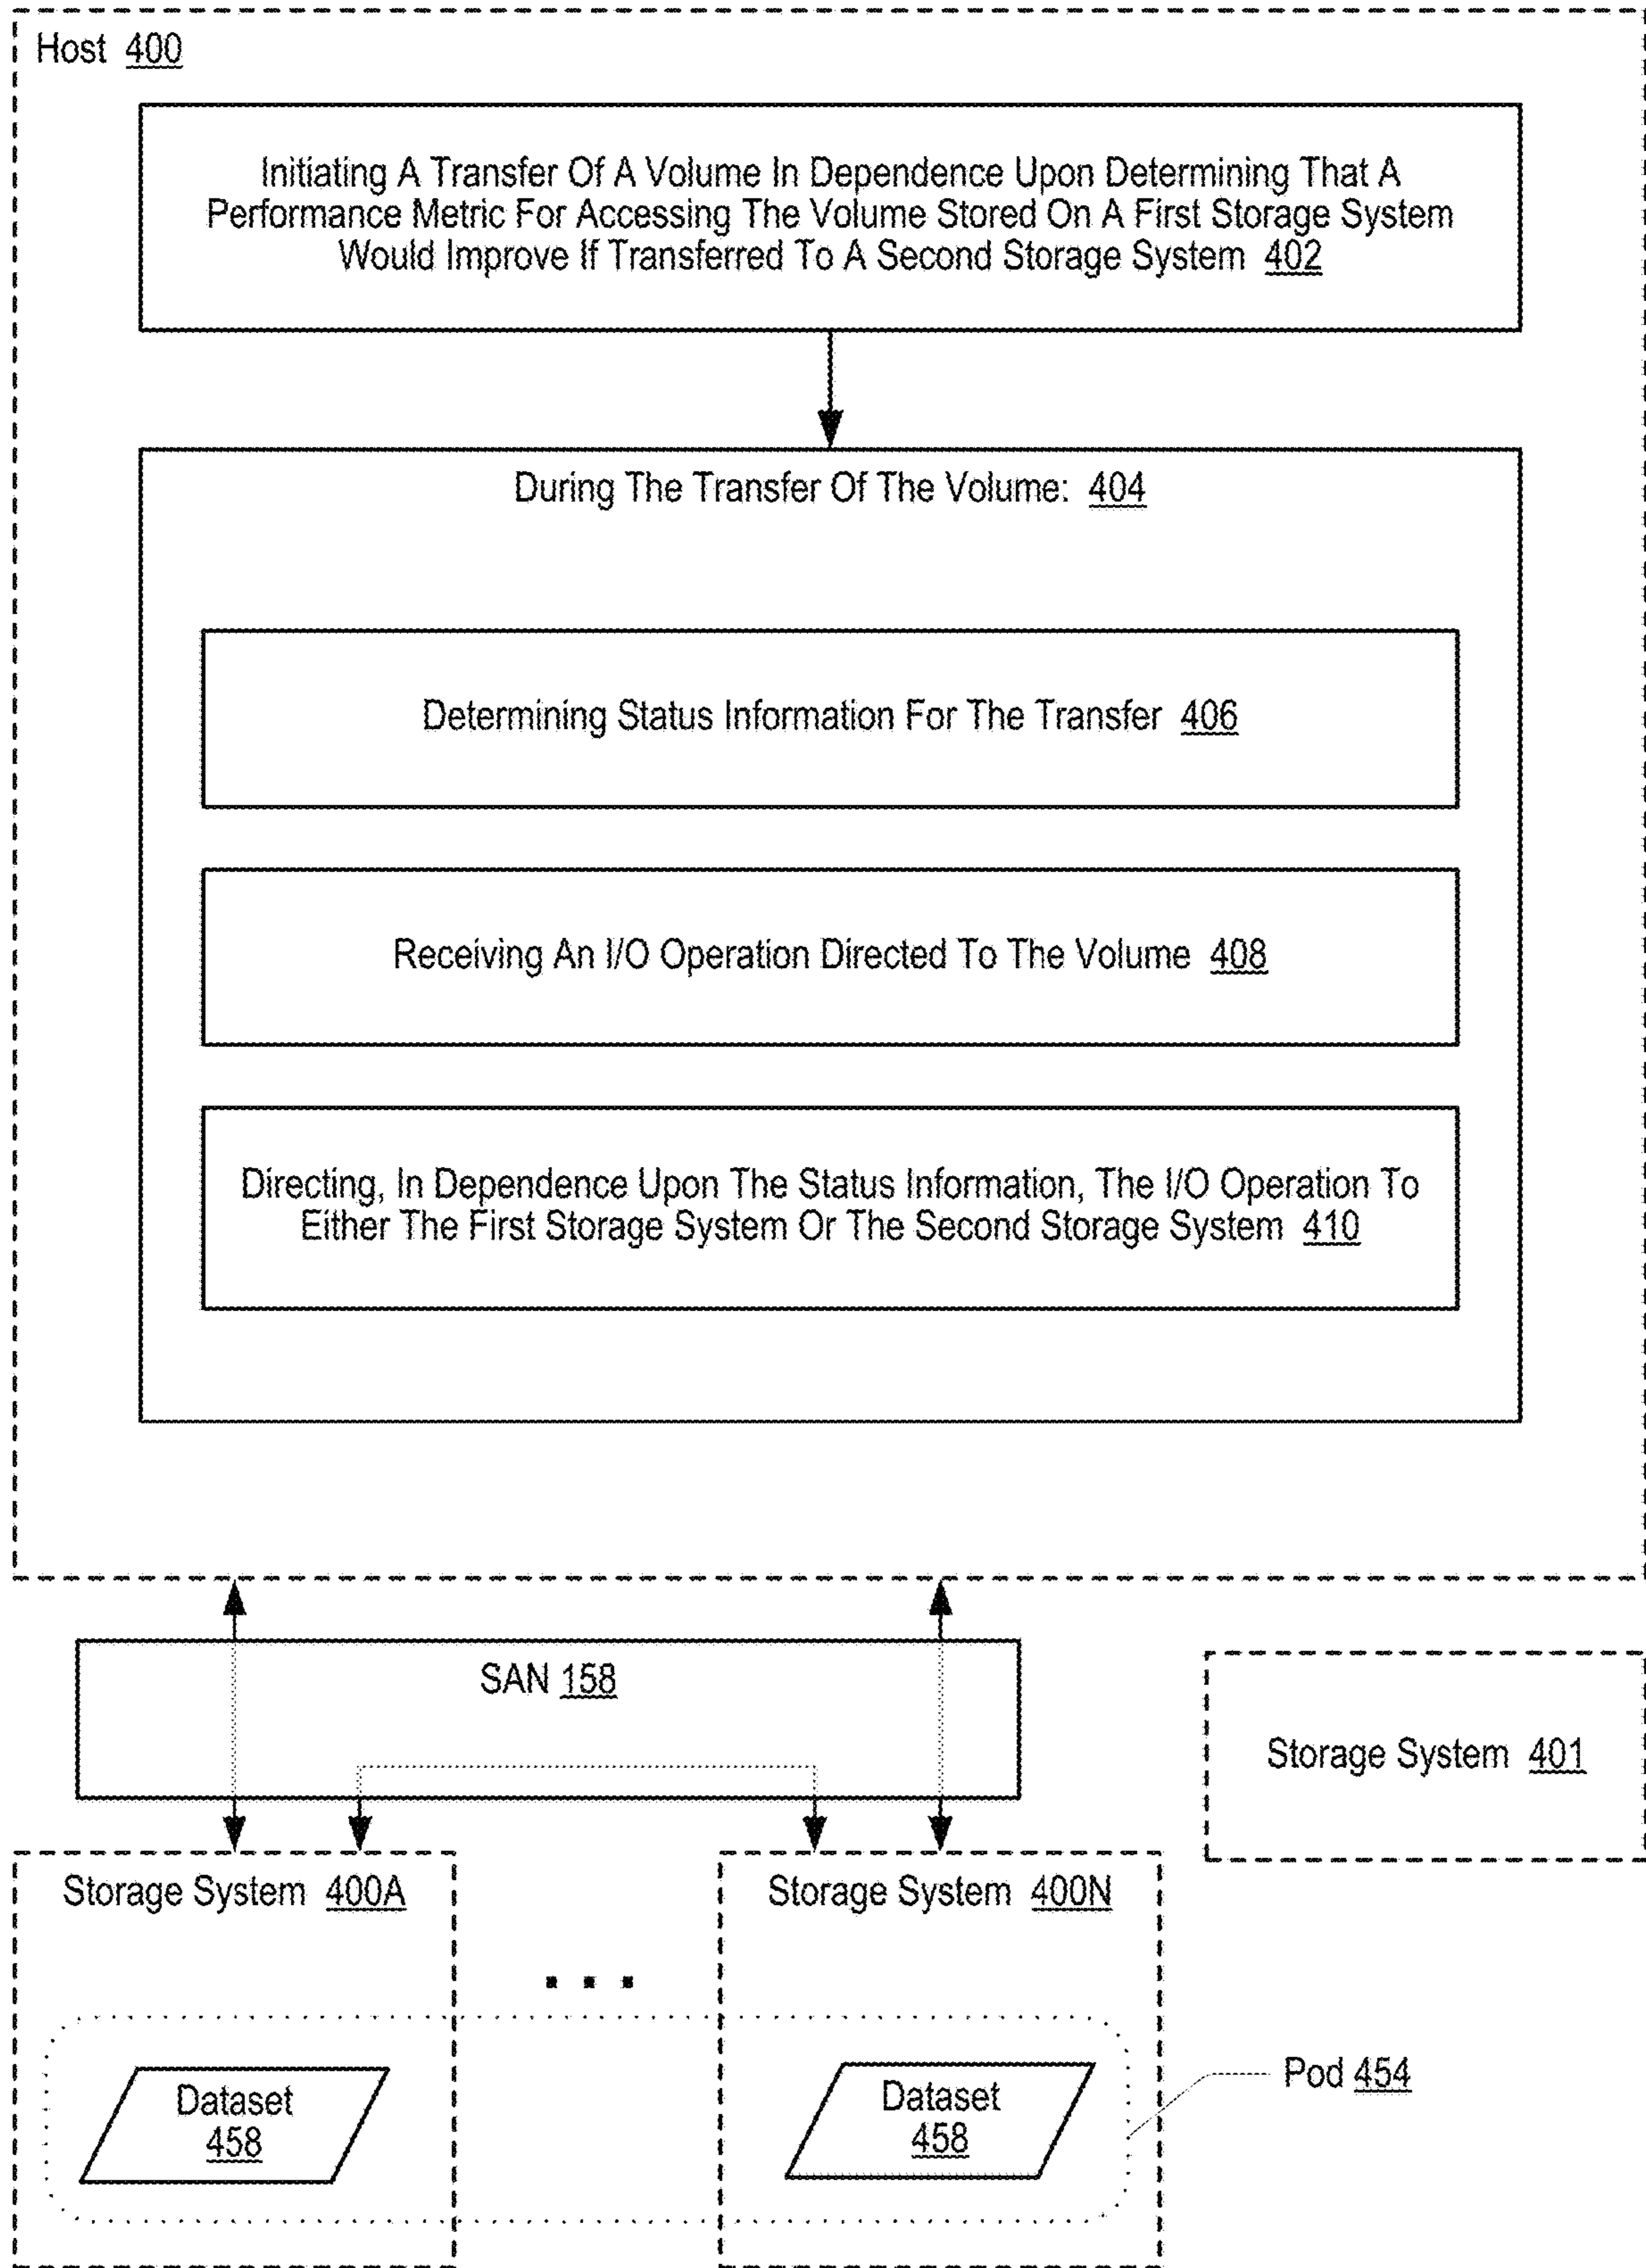 Host 400
Initiating A Transfer Of A Volume In Dependence Upon Determining That A
Performance Metric For Accessing The Volume Stored On A First Storage System
Would Improve If Transferred To A Second Storage System 402
During The Transfer Of The Volume: 404
Determining Status Information For The Transfer 406
Receiving An I/O Operation Directed To The Volume 408
Directing, In Dependence Upon The Status Information, The I/O Operation To
Either The First Storage System Or The Second Storage System 410
SAN 158
Storage System 401
Storage System 400A
Storage System 400N
Dataset
458
Dataset
458
Pod 454